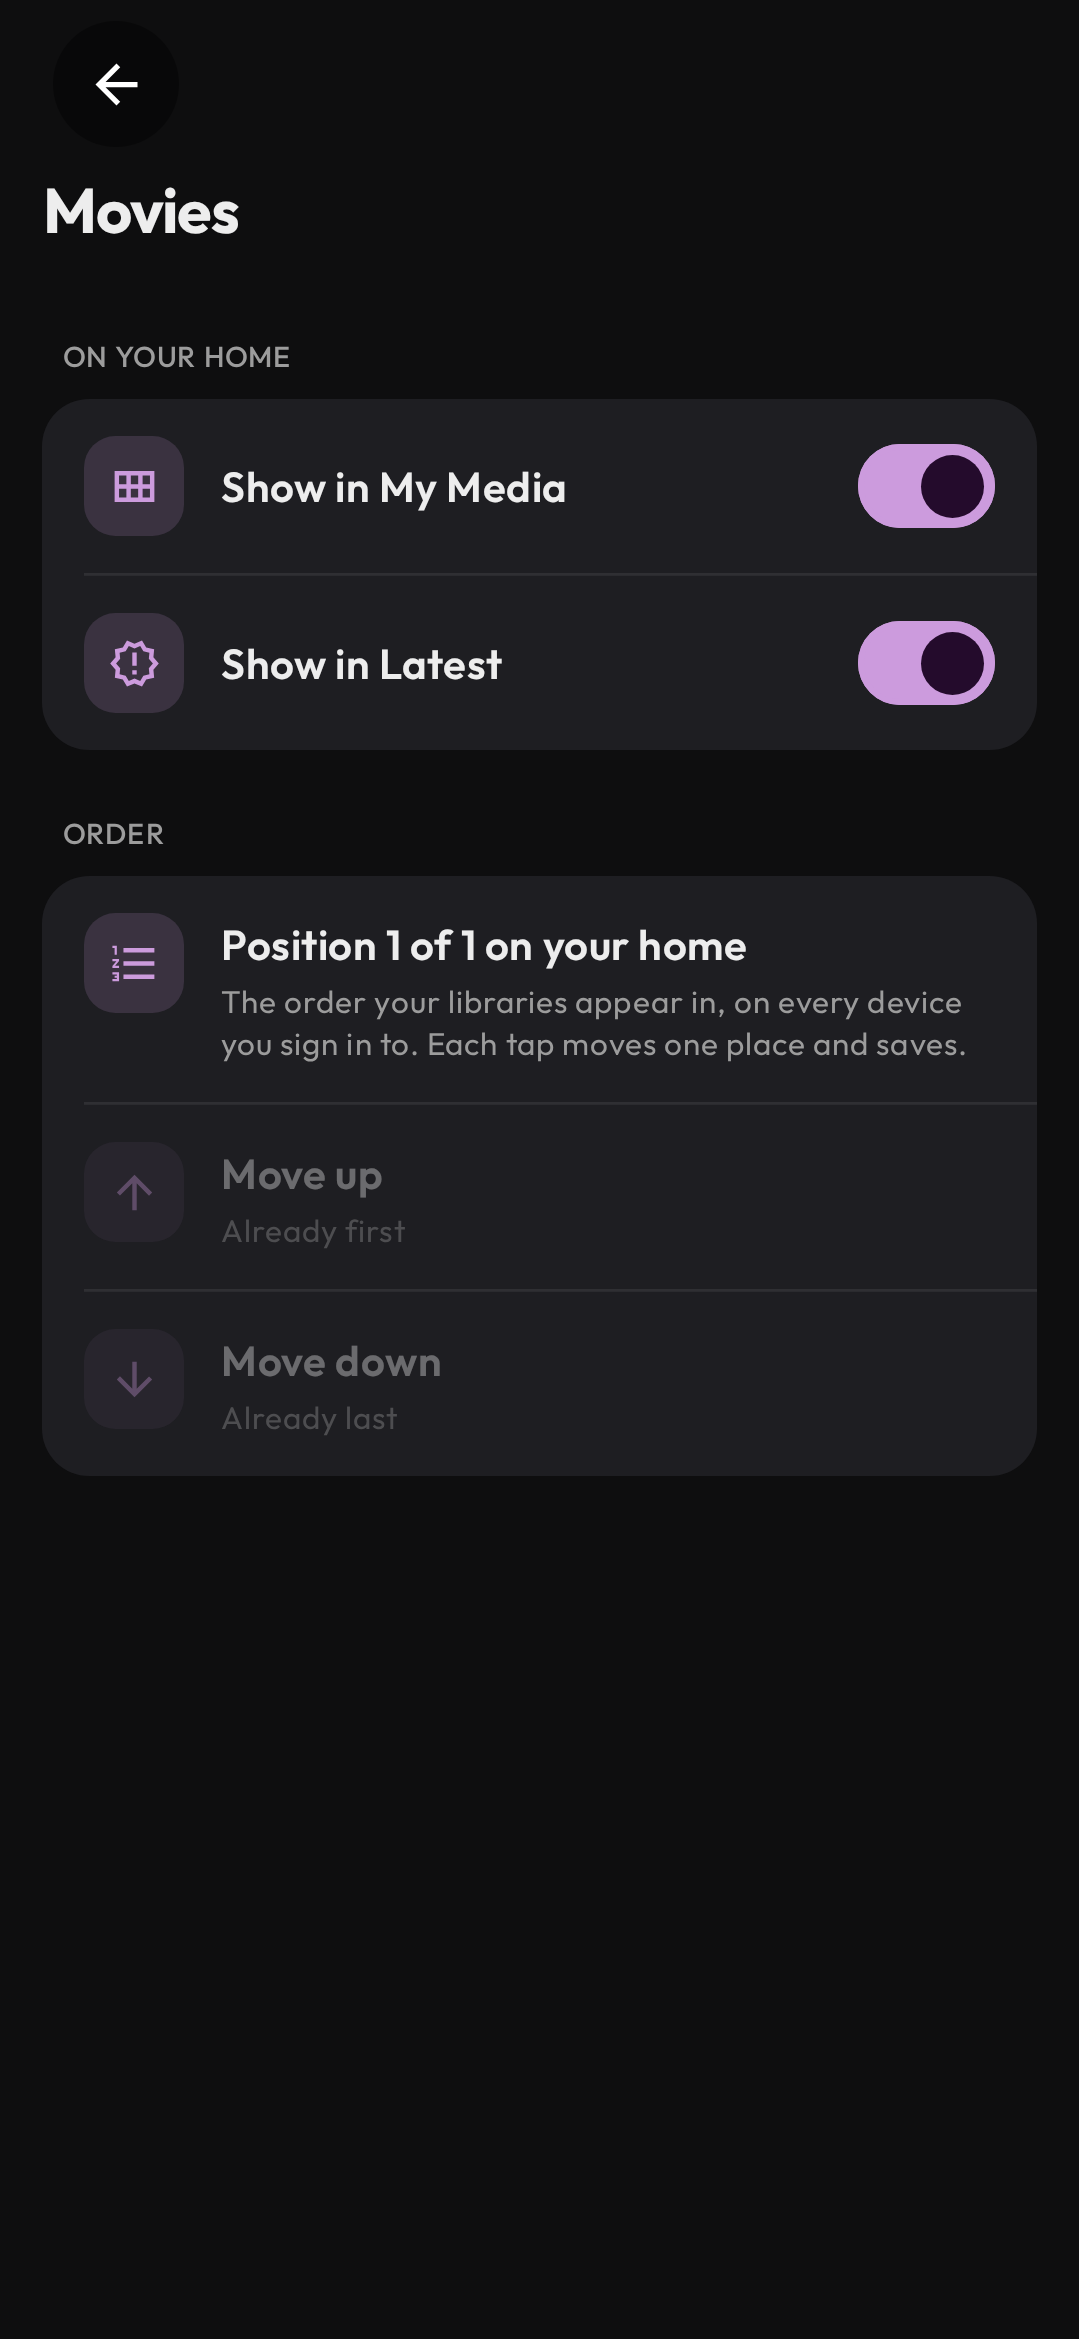 Movies
ON YOUR HOME
Show in My Media
Show in Latest
ORDER
Position 1 of 1 on your home
The order your libraries appear in, on every device
you sign in to. Each tap moves one place and saves.
Move up
Already first
Move down
Already last